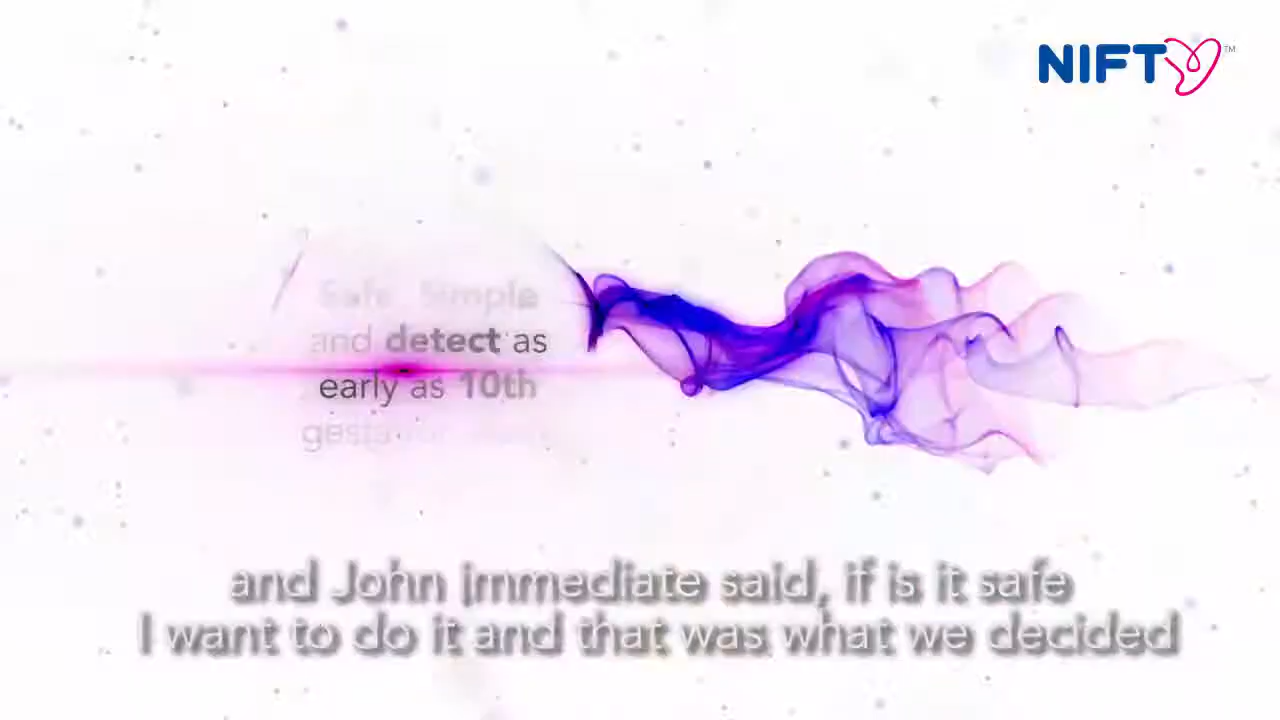 NIFTY™
Safe, Simple
and detect as
early as 10th
and John immediate said, if is it safe
I want to do it and that was what we decided